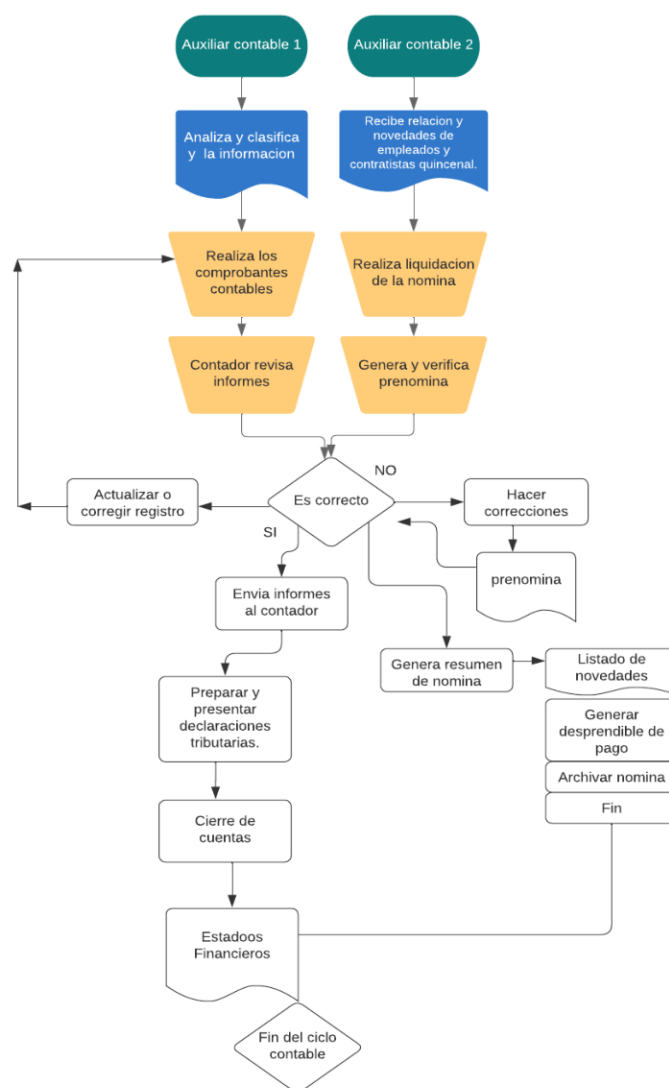 Auxiliar contable 1
Auxiliar contable 2
Analiza y clasifica
y la informacion
Recibe relacion y
novedades de
empleados y
contratistas quincenal.
Realiza los
comprobantes
contables
Realiza liquidacion
de la nomina
Contador revisa
informes
Genera y verifica
prenomina
NO
Es correcto
Actualizar o
corregir registro
Hacer
correcciones
SI
prenomina
Envia informes
al contador
Genera resumen
de nomina
Listado de
novedades
Preparar y
presentar
declaraciones
tributarias.
Generar
desprendible de
pago
Archivar nomina
Fin
Cierre de
cuentas
Estadoos
Financieros
Fin del ciclo
contable